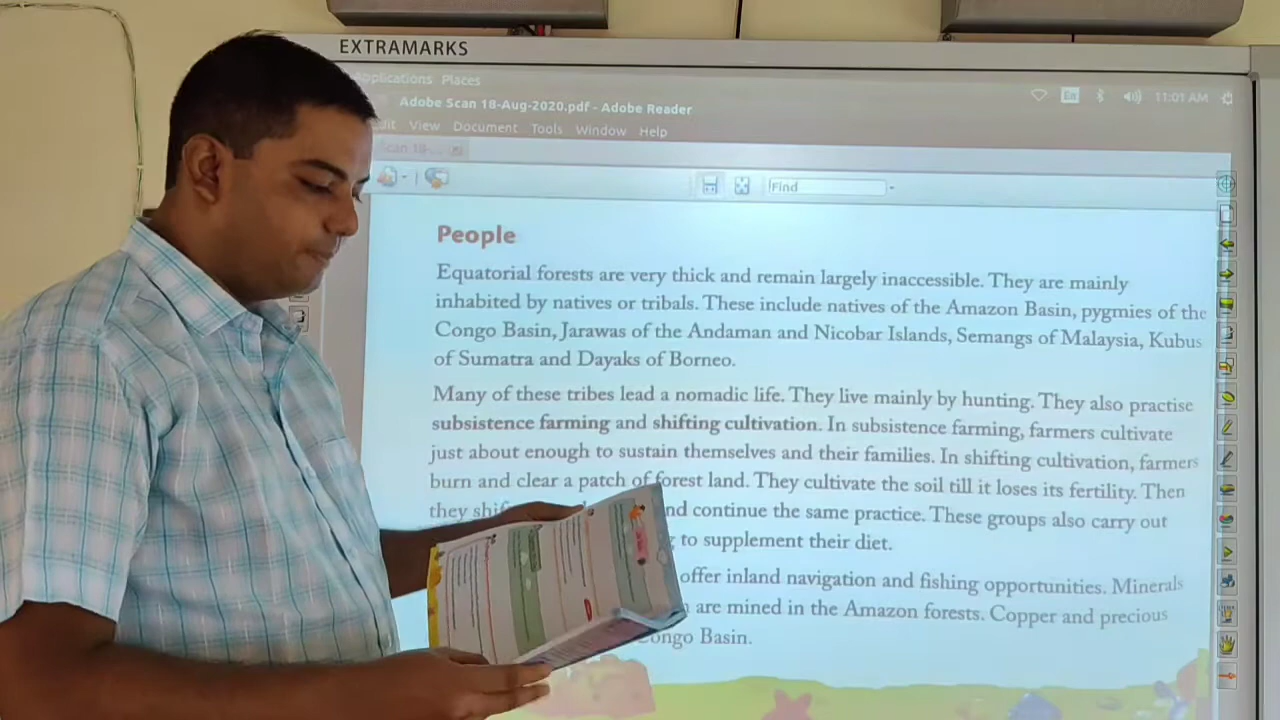 EXTRAMARKS
Applications Places
Adobe Scan 18-Aug-2020.pdf - Adobe Reader
En 11:01 AM
View Document Tools Window Help
Scan 18-...
Find
People
Equatorial forests are very thick and remain largely inaccessible. They are mainly
inhabited by natives or tribals. These include natives of the Amazon Basin, pygmies of the
Congo Basin, Jarawas of the Andaman and Nicobar Islands, Semangs of Malaysia, Kubus
of Sumatra and Dayaks of Borneo.
Many of these tribes lead a nomadic life. They live mainly by hunting. They also practise
subsistence farming and shifting cultivation. In subsistence farming, farmers cultivate
just about enough to sustain themselves and their families. In shifting cultivation, farmers
burn and clear a patch of forest land. They cultivate the soil till it loses its fertility. Then
they and continue the same practice. These groups also carry out
to supplement their diet.
offer inland navigation and fishing opportunities. Minerals
are mined in the Amazon forests. Copper and precious
Congo Basin.